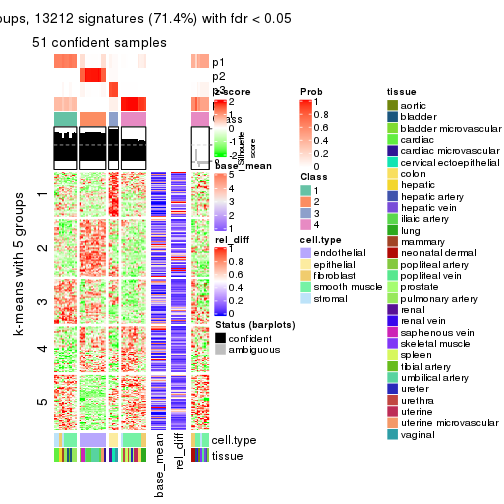 oups, 13212 signatures (71.4%) with fdr < 0.05
51 confident samples
p1
p2
p3
Silhouette
score
k-means with 5 groups
1
2
3
4
5
cell.type
tissue
base_mean
rel_diff
z-score
2
1
0
-1
-2
base_mean
5
4
3
2
1
rel_diff
1
0.8
0.6
0.4
0.2
0
Status (barplots)
confident
ambiguous
Prob
1
0.8
0.6
0.4
0.2
0
Class
1
2
3
4
cell.type
endothelial
epithelial
fibroblast
smooth muscle
stromal
tissue
aortic
bladder
bladder microvascular
cardiac
cardiac microvascular
cervical ectoepithelial
colon
hepatic
hepatic artery
hepatic vein
iliac artery
lung
mammary
neonatal dermal
popliteal artery
popliteal vein
prostate
pulmonary artery
renal
renal vein
saphenous vein
skeletal muscle
spleen
tibial artery
umbilical artery
ureter
urethra
uterine
uterine microvascular
vaginal